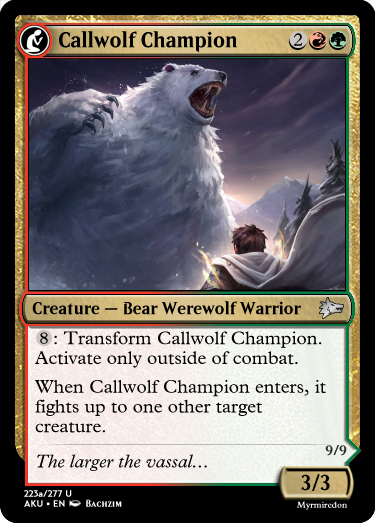 Callwolf Champion 2
Creature — Bear Werewolf Warrior
8: Transform Callwolf Champion.
Activate only outside of combat.
When Callwolf Champion enters, it
fights up to one other target
creature.
9/9
The larger the vassal…
3/3
223a/277 U
AKU • EN Bachzim
Myrmiredon